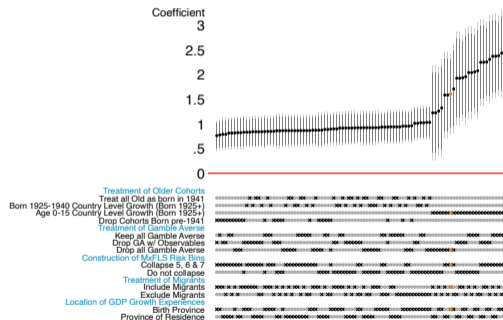 Coefficient
3
2.5
2
1.5
1
.5
0
Treatment of Older Cohorts
Treat all Old as born in 1941
Born 1925-1940 Country Level Growth (Born 1925+)
Age 0-15 Country Level Growth (Born 1925+)
Drop Cohorts Born pre-1941
Treatment of Gamble Averse
Keep all Gamble Averse
Drop GA w/ Observables
Drop all Gamble Averse
Construction of MxFLS Risk Bins
Collapse 5, 6 & 7
Do not collapse
Treatment of Migrants
Include Migrants
Exclude Migrants
Location of GDP Growth Experiences
Birth Province
Province of Residence